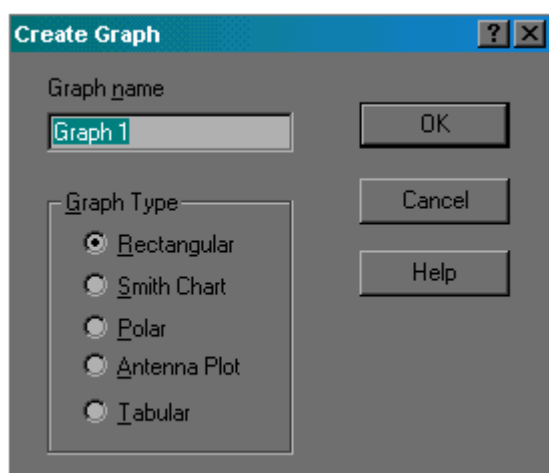 Create Graph
Graph name
Graph 1
OK
Cancel
Help
Graph Type
Rectangular
Smith Chart
Polar
Antenna Plot
Tabular